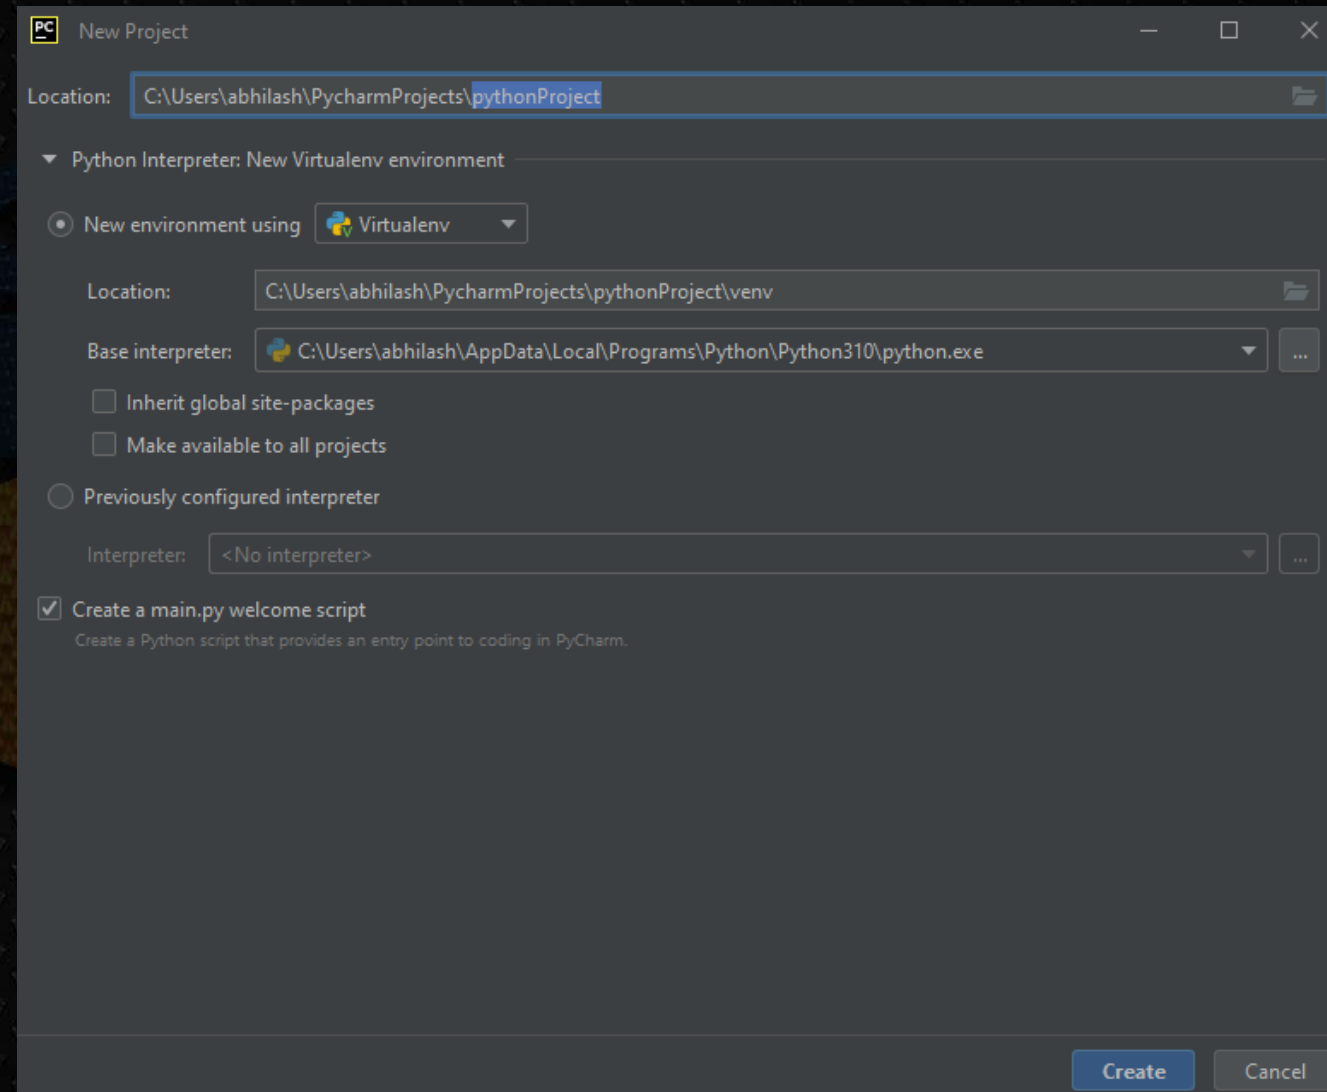 PC New Project
Location: C:\Users\abhilash\PycharmProjects\pythonProject
Python Interpreter: New Virtualenv environment
New environment using Virtualenv
Location: C:\Users\abhilash\PycharmProjects\pythonProject\venv
Base interpreter: C:\Users\abhilash\AppData\Local\Programs\Python\Python310\python.exe ...
Inherit global site-packages
Make available to all projects
Previously configured interpreter
Interpreter: <No interpreter> ...
Create a main.py welcome script
Create a Python script that provides an entry point to coding in PyCharm.
Create Cancel